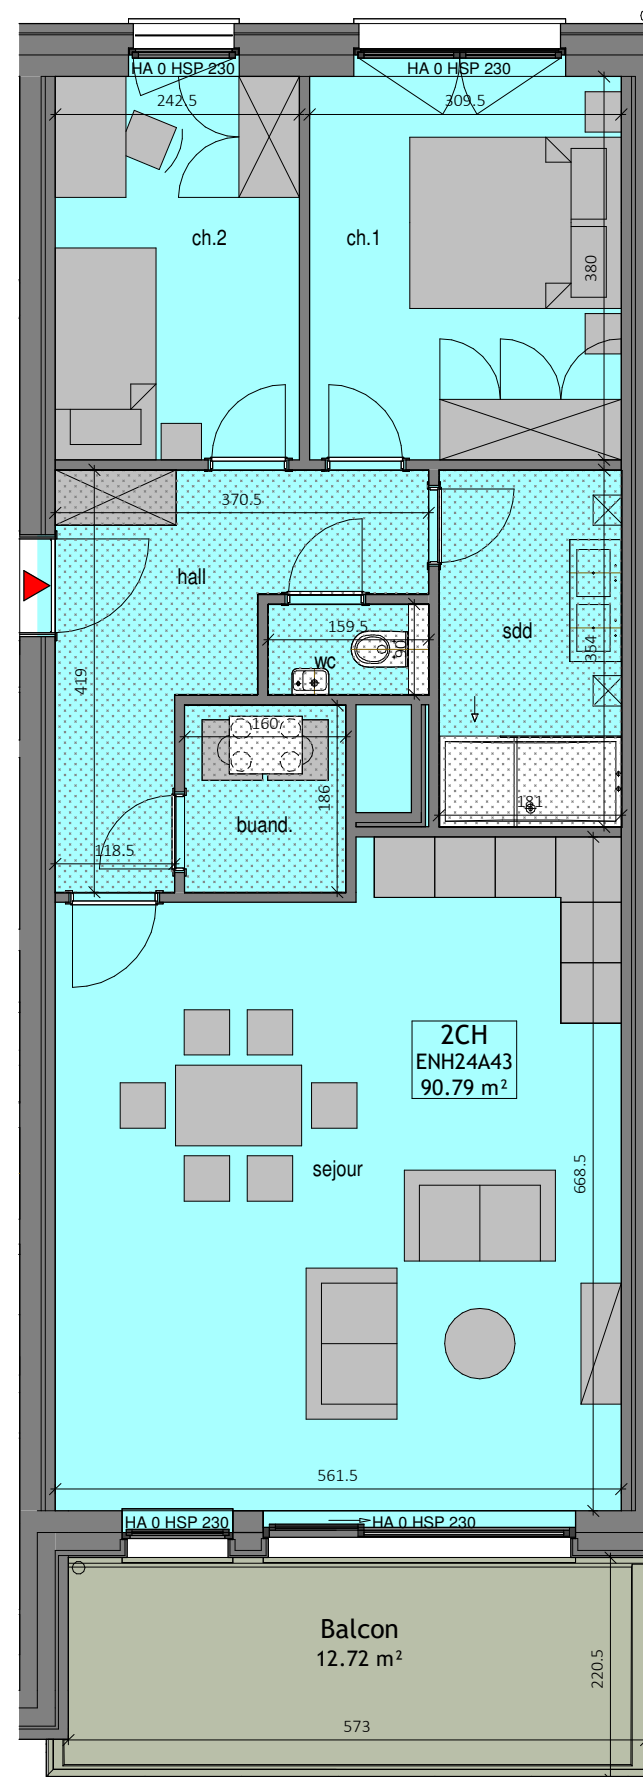 HA 0 HSP 230
HA 0 HSP 230
242.5
309.5
ch.2
ch.1
380
370.5
hall
159.5
sdd
354
wc
90
419
160
186
buand.
181
118.5
2CH
ENH24A43
90.79 m²
sejour
668.5
561.5
HA 0 HSP 230
HA 0 HSP 230
Balcon
12.72 m²
220.5
573